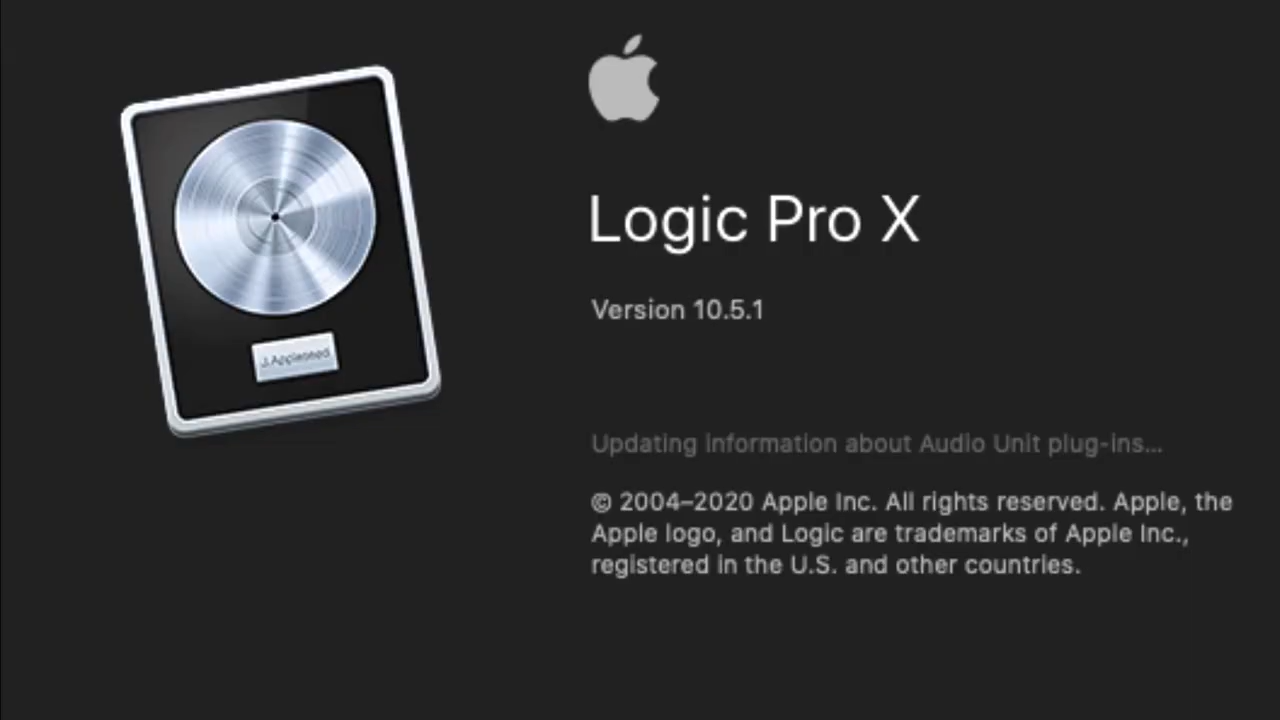 Logic Pro X
Version 10.5.1
J.Appleseed
Updating information about Audio Unit plug-ins...
© 2004–2020 Apple Inc. All rights reserved. Apple, the
Apple logo, and Logic are trademarks of Apple Inc.,
registered in the U.S. and other countries.